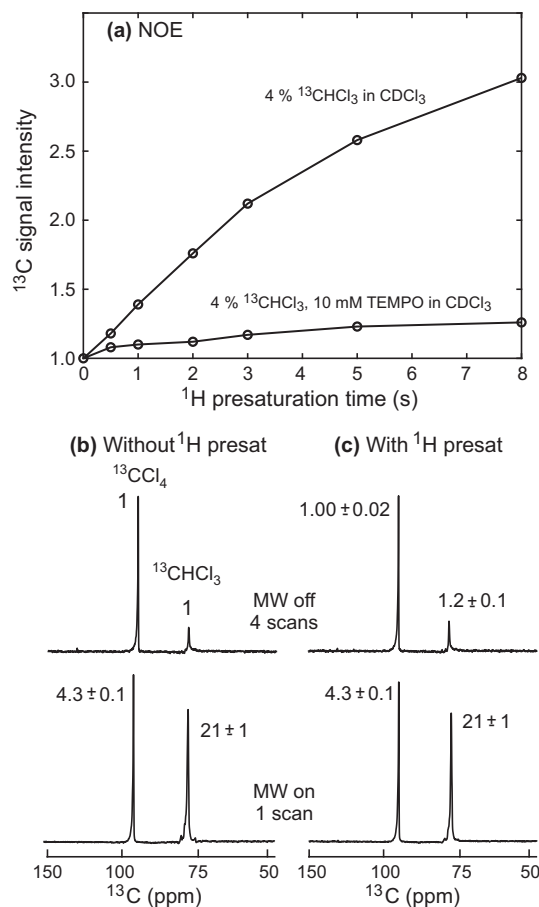 (a) NOE
3.0
4 % ¹³CHCl₃ in CDCl₃
2.5
¹³C signal intensity
2.0
1.5
4 % ¹³CHCl₃, 10 mM TEMPO in CDCl₃
1.0
0 1 2 3 4 5 6 7 8
¹H presaturation time (s)
(b) Without ¹H presat
(c) With ¹H presat
¹³CCl₄
1
1.00 ± 0.02
¹³CHCl₃
1
MW off
4 scans
1.2 ± 0.1
4.3 ± 0.1
21 ± 1
4.3 ± 0.1
21 ± 1
MW on
1 scan
150 100 75 50
150 100 75 50
¹³C (ppm)
¹³C (ppm)